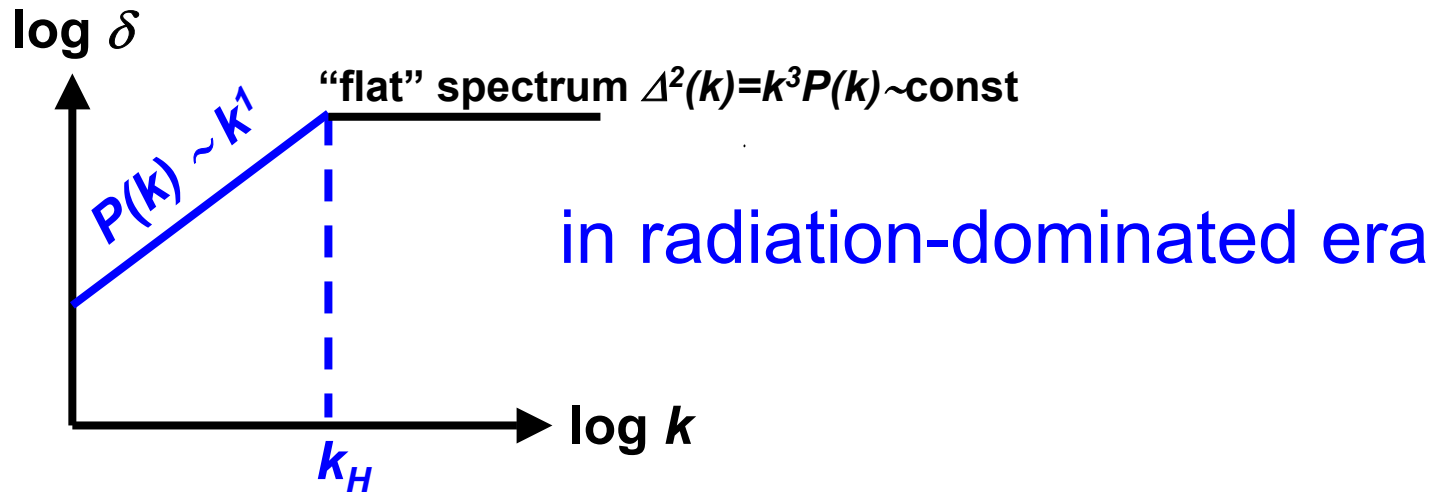 log δ
“flat” spectrum Δ²(k)=k³P(k)~const
P(k) ~ k¹
in radiation-dominated era
log k
k_H